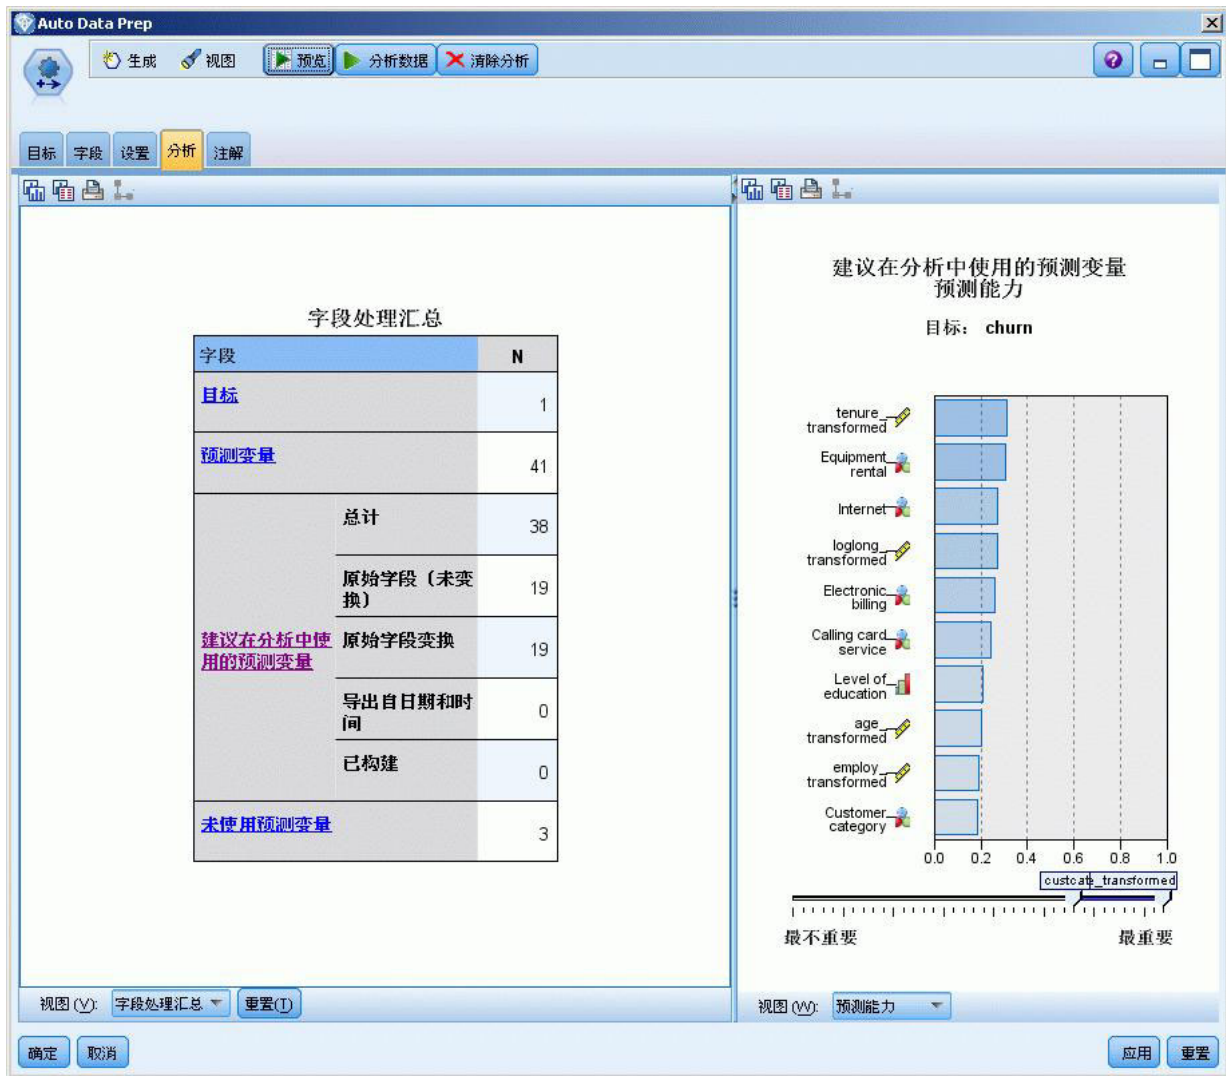 Auto Data Prep
生成 视图 预览 分析数据 清除分析
目标 字段 设置 分析 注解
字段处理汇总
字段 N
目标 1
预测变量 41
建议在分析中使
用的预测变量
总计 38
原始字段（未变
换） 19
原始字段变换 19
导出自日期和时
间 0
已构建 0
未使用预测变量 3
视图(V): 字段处理汇总 重置(T)
建议在分析中使用的预测变量
预测能力
目标： churn
tenure_
transformed
Equipment
rental
Internet
loglong_
transformed
Electronic
billing
Calling card
service
Level of
education
age_
transformed
employ_
transformed
Customer
category
0.0 0.2 0.4 0.6 0.8 1.0
最不重要 最重要
视图(W): 预测能力
确定 取消 应用 重置